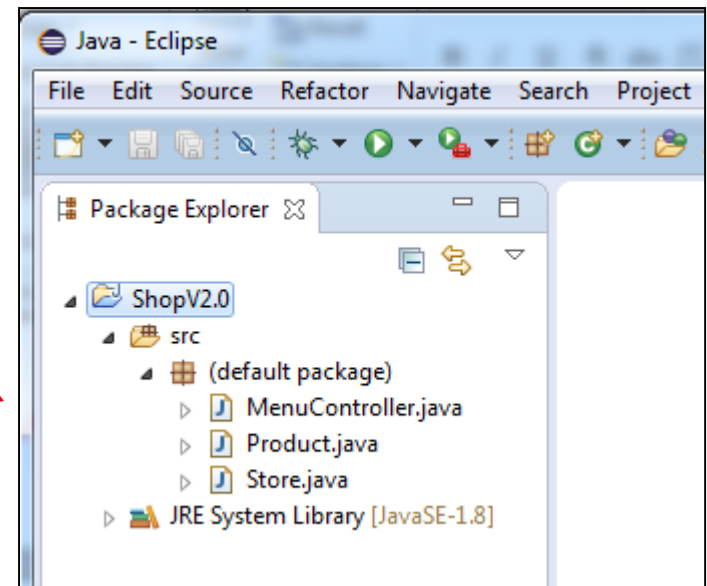 Java - Eclipse
File Edit Source Refactor Navigate Search Project
Package Explorer
ShopV2.0
src
(default package)
MenuController.java
Product.java
Store.java
JRE System Library [JavaSE-1.8]